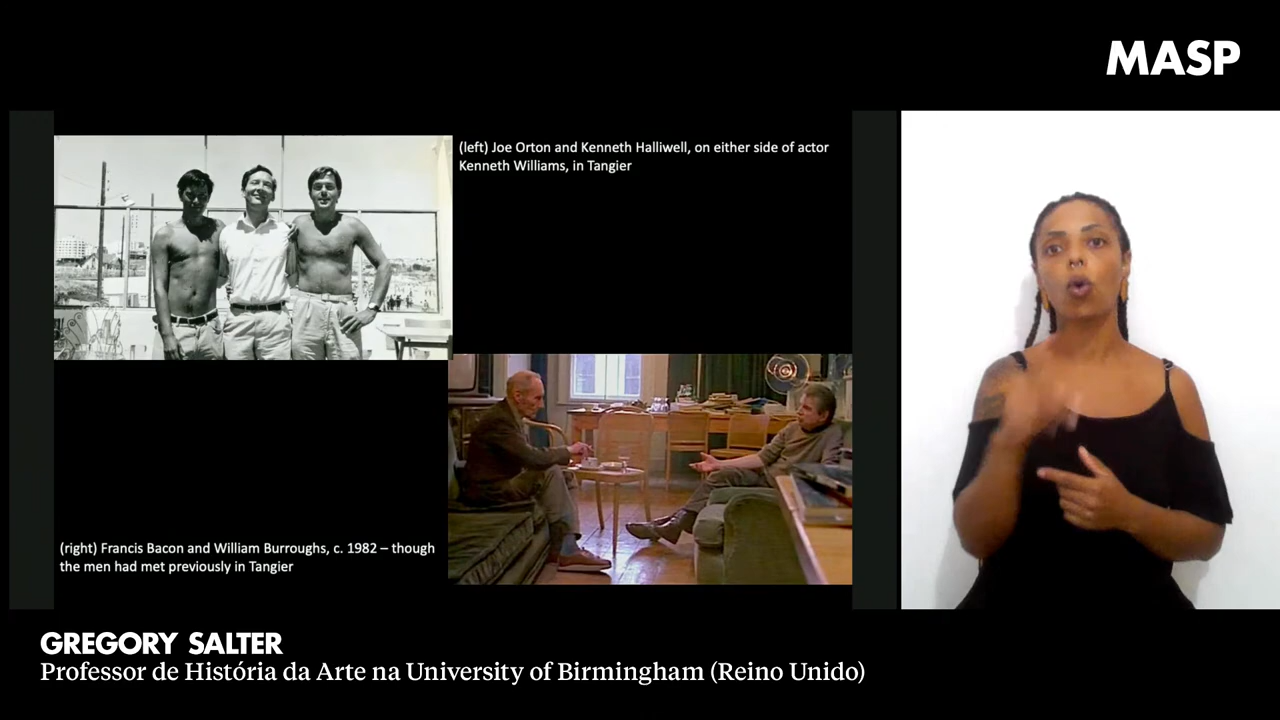 MASP
(left) Joe Orton and Kenneth Halliwell, on either side of actor
Kenneth Williams, in Tangier
(right) Francis Bacon and William Burroughs, c. 1982 – though
the men had met previously in Tangier
GREGORY SALTER
Professor de História da Arte na University of Birmingham (Reino Unido)